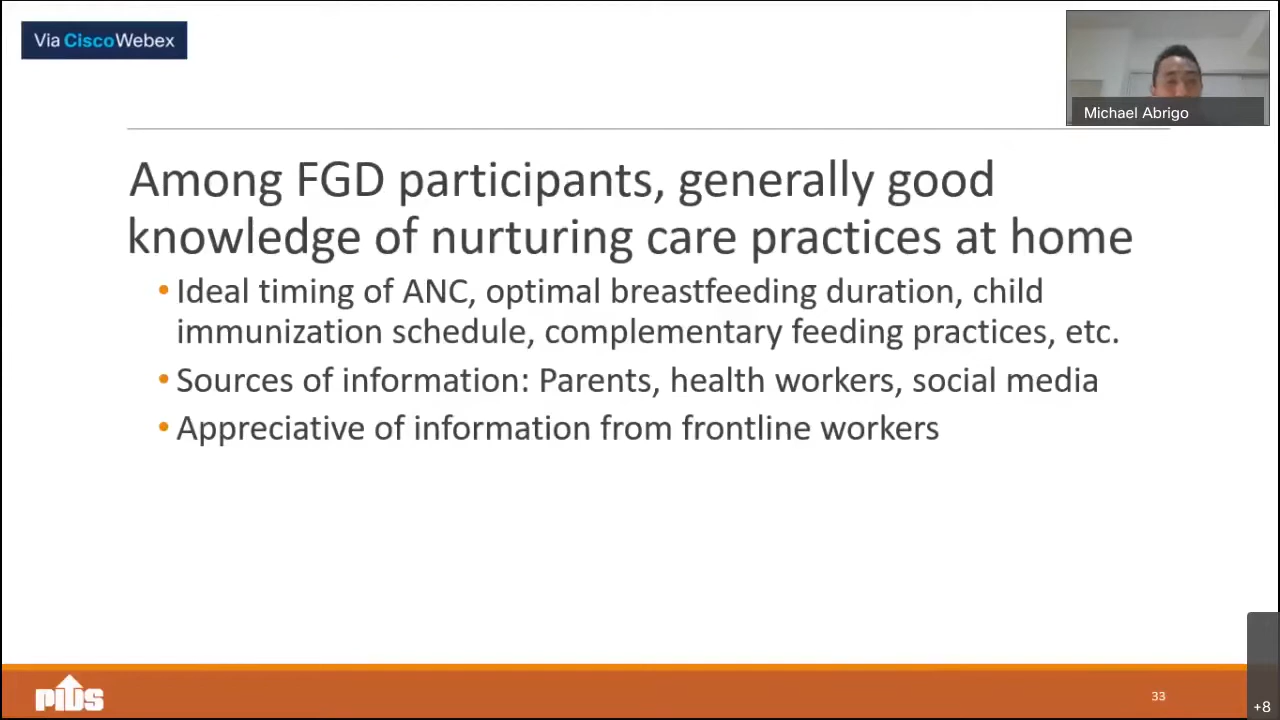 Via CiscoWebex
Michael Abrigo
Among FGD participants, generally good
knowledge of nurturing care practices at home
• Ideal timing of ANC, optimal breastfeeding duration, child
immunization schedule, complementary feeding practices, etc.
• Sources of information: Parents, health workers, social media
• Appreciative of information from frontline workers
PIDS
33
+8